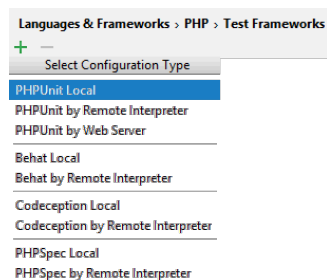 Languages & Frameworks › PHP › Test Frameworks
Select Configuration Type
PHPUnit Local
PHPUnit by Remote Interpreter
PHPUnit by Web Server
Behat Local
Behat by Remote Interpreter
Codeception Local
Codeception by Remote Interpreter
PHPSpec Local
PHPSpec by Remote Interpreter